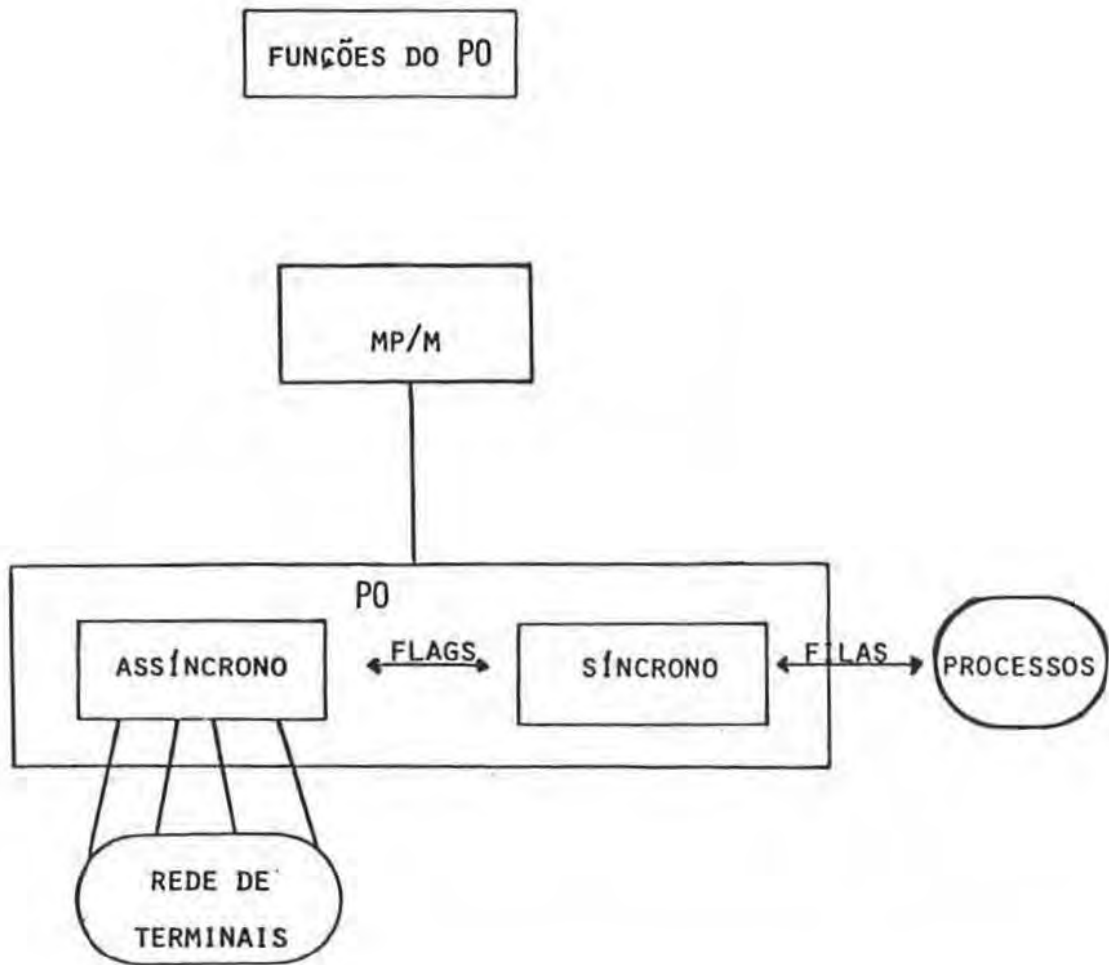 FUNÇÕES DO PO
MP/M
PO
ASSÍNCRONO
FLAGS
SÍNCRONO
FILAS
PROCESSOS
REDE DE
TERMINAIS